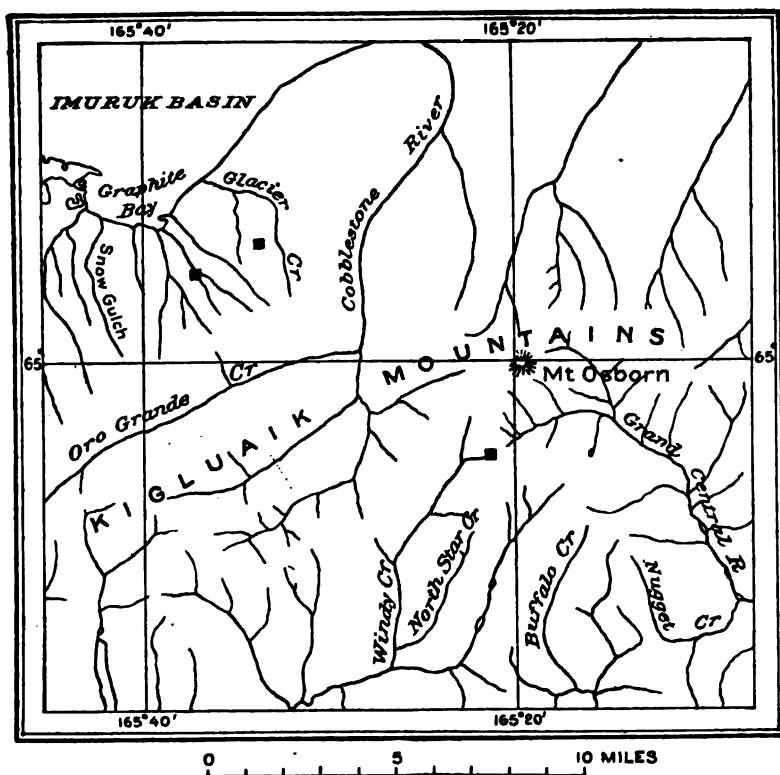 165°40'
165°20'
IMURUK BASIN
Graphite
Bay
Glacier
Cr
Snow Gulch
Cobblestone
River
65°
MOUNTAINS
65°
Mt Osborn
Oro Grande
Cr
KIGLUAIK
Grand
Central R
Windy Cr
North Star Cr
Buffalo Cr
Nugget
Cr
165°40'
165°20'
0 5 10 MILES